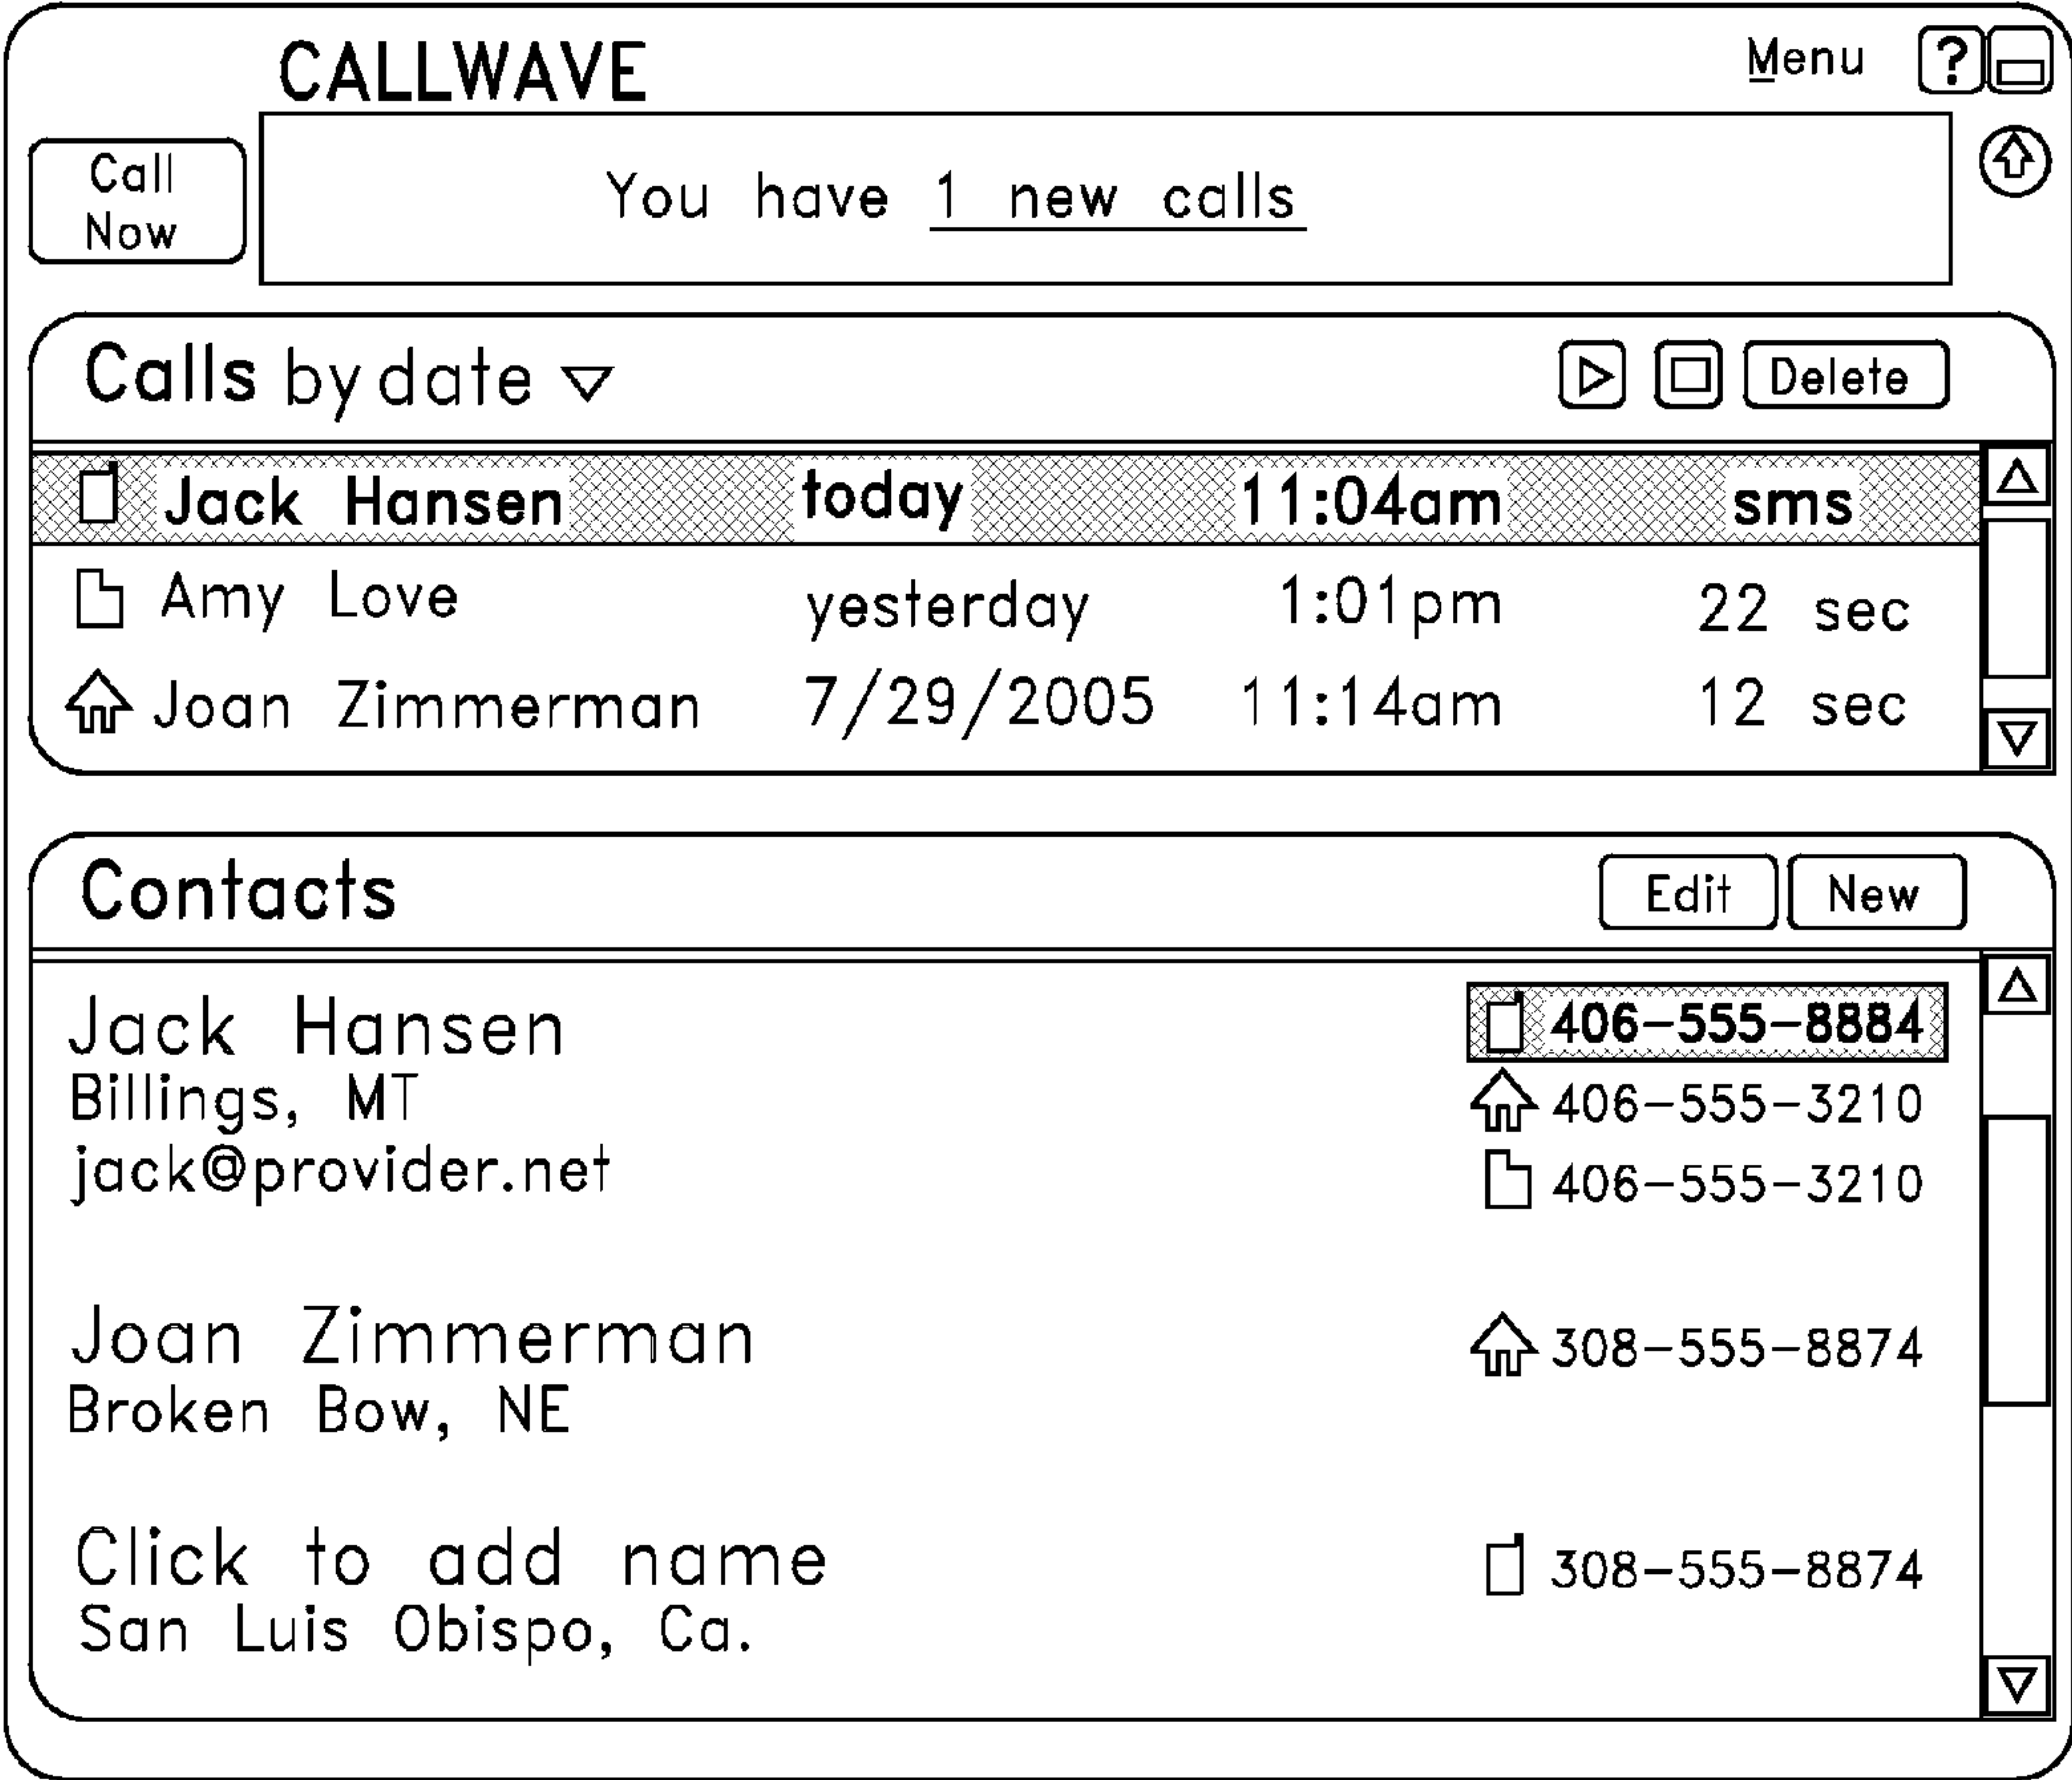 CALLWAVE
Menu
?
Call
Now
You have 1 new calls
Calls by date
Delete
Jack Hansen today 11:04am sms
Amy Love yesterday 1:01pm 22 sec
Joan Zimmerman 7/29/2005 11:14am 12 sec
Contacts
Edit New
Jack Hansen 406-555-8884
Billings, MT 406-555-3210
jack@provider.net 406-555-3210
Joan Zimmerman 308-555-8874
Broken Bow, NE
Click to add name 308-555-8874
San Luis Obispo, Ca.